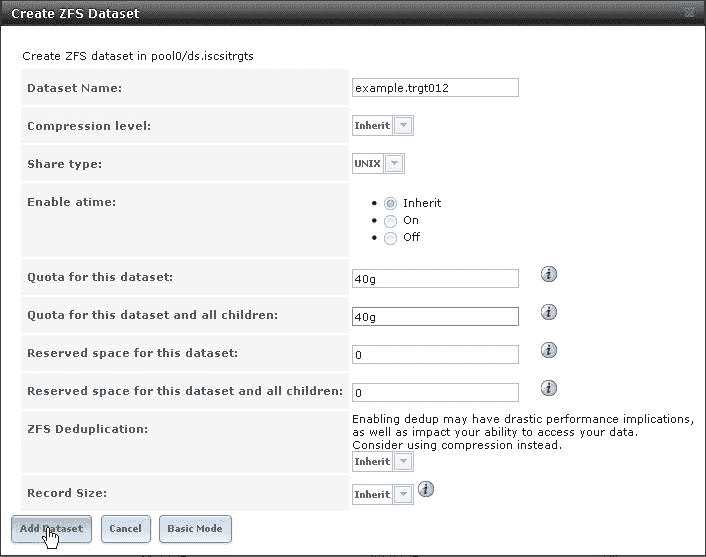 Create ZFS Dataset
Create ZFS dataset in pool0/ds.iscsitrgts
Dataset Name: example.trgt012
Compression level: Inherit
Share type: UNIX
Enable atime: Inherit
On
Off
Quota for this dataset: 40g
Quota for this dataset and all children: 40g
Reserved space for this dataset: 0
Reserved space for this dataset and all children: 0
ZFS Deduplication: Enabling dedup may have drastic performance implications,
as well as impact your ability to access your data.
Consider using compression instead.
Inherit
Record Size: Inherit
Add Dataset Cancel Basic Mode